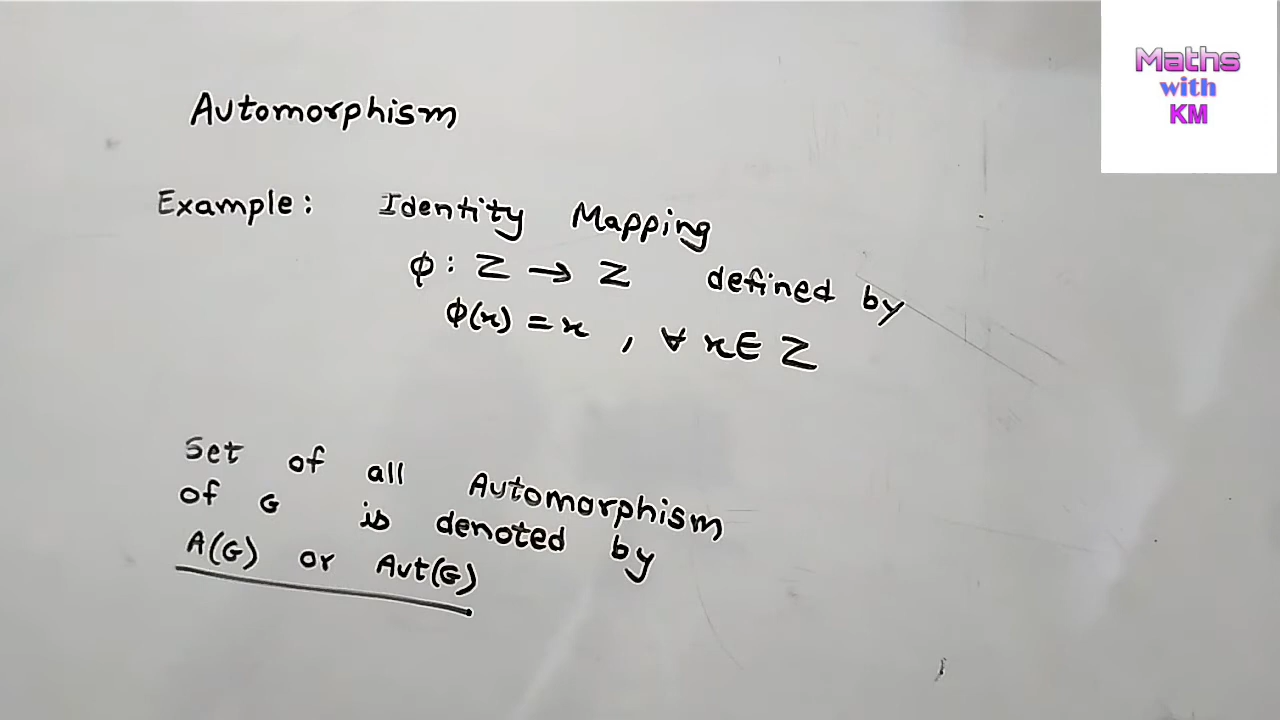 Maths
with
KM
Automorphism
Example: Identity Mapping
φ : Z → Z defined by
φ(x) = x , ∀ x ∈ Z
Set of all Automorphism
of G is denoted by
A(G) or Aut(G)